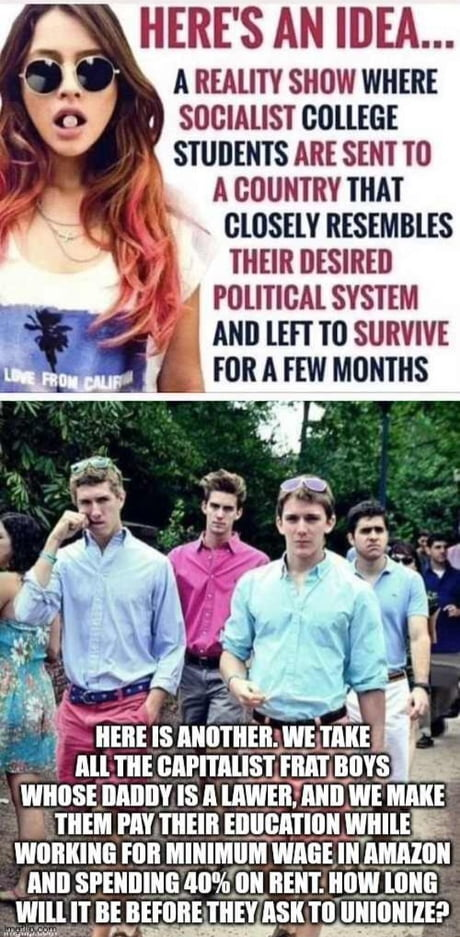 HERE'S AN IDEA...
A REALITY SHOW WHERE
SOCIALIST COLLEGE
STUDENTS ARE SENT TO
A COUNTRY THAT
CLOSELY RESEMBLES
THEIR DESIRED
POLITICAL SYSTEM
AND LEFT TO SURVIVE
FOR A FEW MONTHS
LOVE FROM CALIF
HERE IS ANOTHER. WE TAKE
ALL THE CAPITALIST FRAT BOYS
WHOSE DADDY IS A LAWER, AND WE MAKE
THEM PAY THEIR EDUCATION WHILE
WORKING FOR MINIMUM WAGE IN AMAZON
AND SPENDING 40% ON RENT. HOW LONG
WILL IT BE BEFORE THEY ASK TO UNIONIZE?
imgflip.com